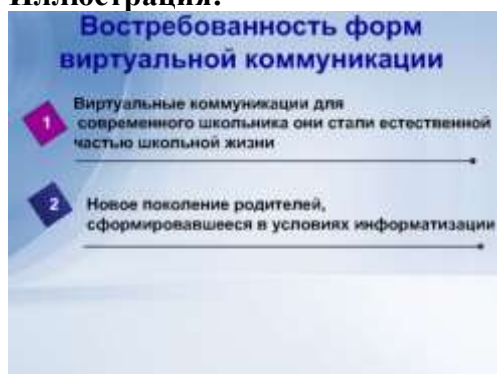 Иллюстрация:
Востребованность форм
виртуальной коммуникации
1
Виртуальные коммуникации для
современного школьника они стали естественной
частью школьной жизни
2
Новое поколение родителей,
сформировавшееся в условиях информатизации